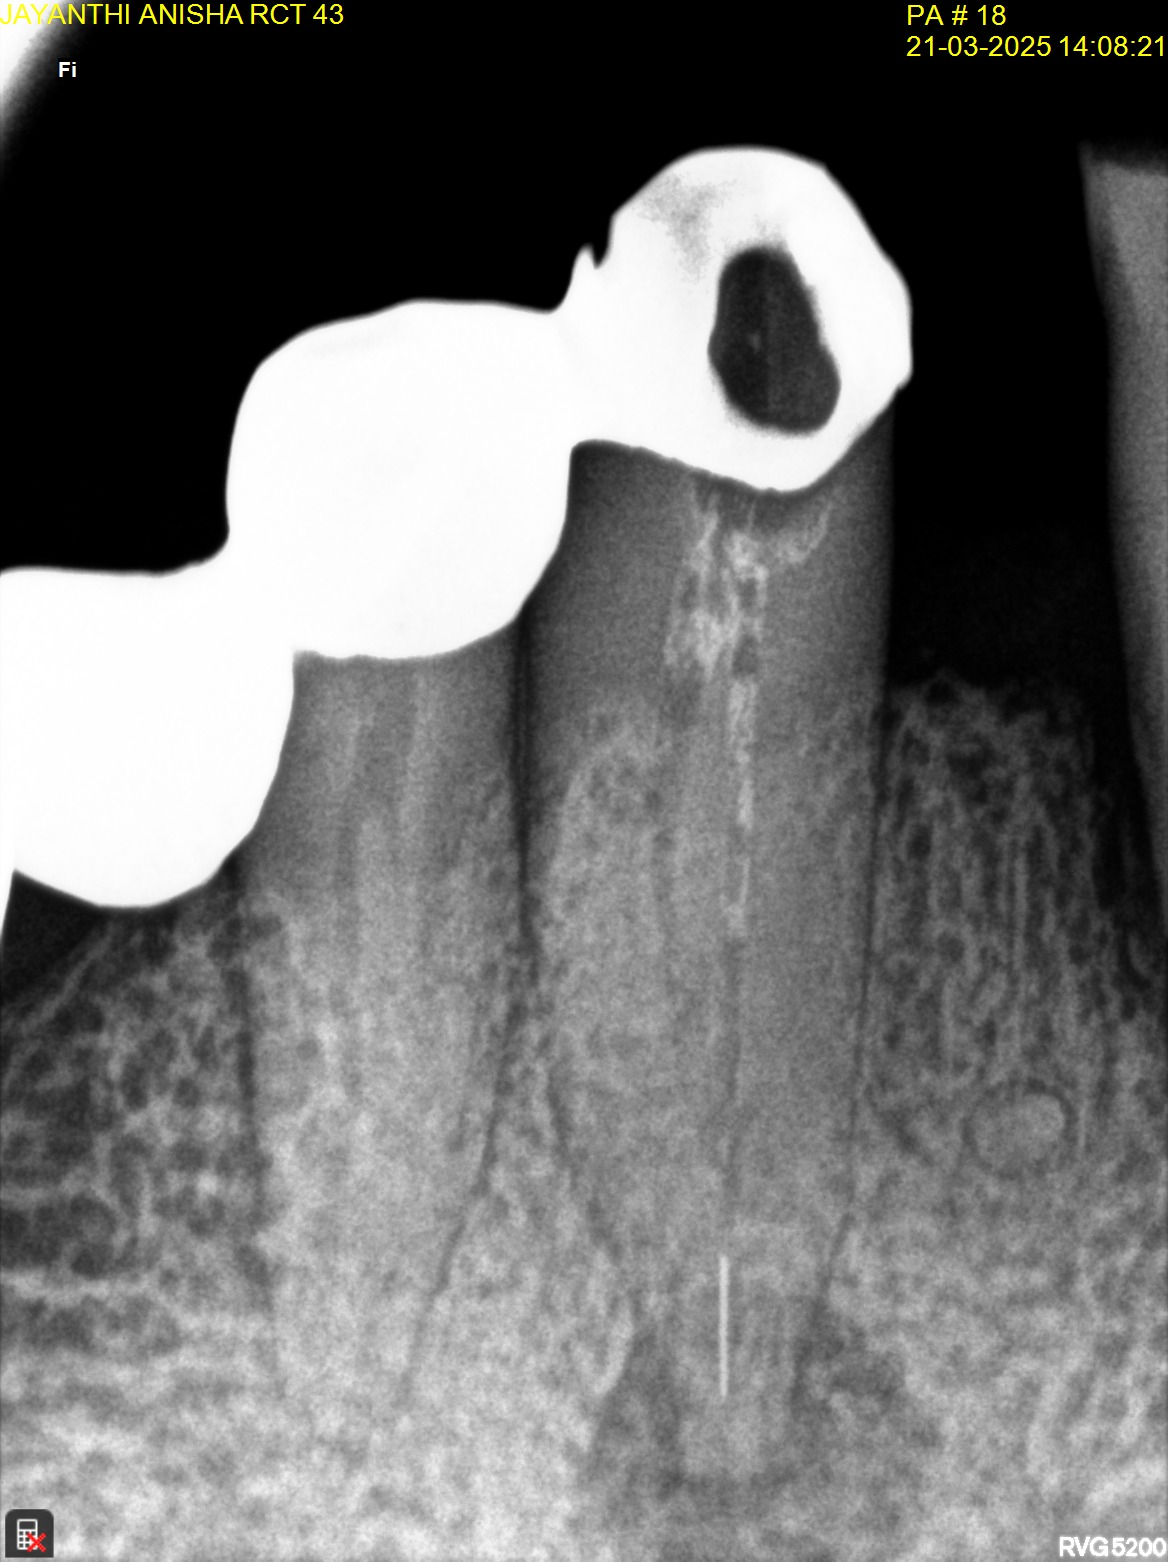 JAYANTHI ANISHA RCT 43
PA # 18
21-03-2025 14:08:21
Fi
RVG5200